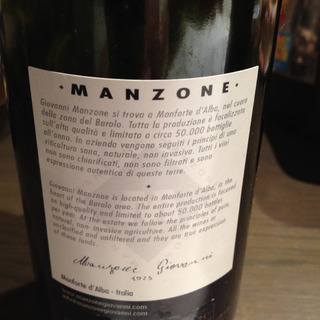 · MANZONE ·
Giovanni Manzone si trova a Monforte d'Alba, nel cuore
della zona del Barolo. Tutta la produzione è focalizzata
sull'alta qualità e limitata a circa 50.000 bottiglie
all'anno. In azienda vengono seguiti i principi di una
viticoltura sana, naturale, non invasiva. Tutti i vini
non sono chiarificati, non sono filtrati e sono
espressione autentica di queste terre.
Giovanni Manzone is located in Monforte d'Alba, in the
heart of the Barolo area. The entire production is focused
on high-quality and limited to about 50.000 bottles
per year. At the estate we follow the principles of pure,
natural, non invasive agriculture. All the wines are
unclarified and unfiltered and they are true expression
of these lands.
Manzone Giovanni
1925
Monforte d'Alba - Italia
www.manzonegiovanni.com